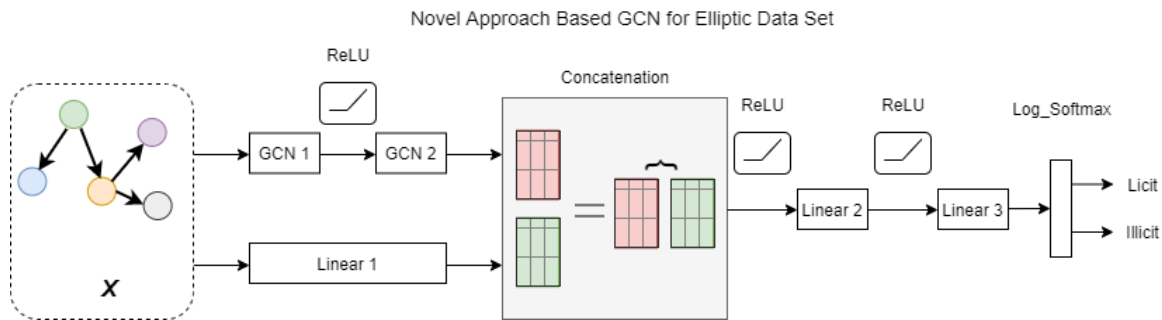 Novel Approach Based GCN for Elliptic Data Set
ReLU
Concatenation
ReLU
ReLU
Log_Softmax
GCN 1
GCN 2
Linear 1
X
Linear 2
Linear 3
Licit
Illicit